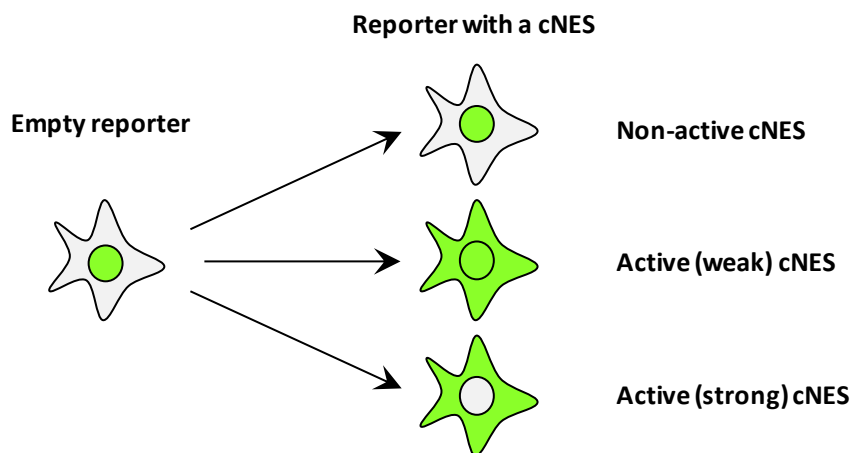 Reporter with a cNES
Empty reporter
Non-active cNES
Active (weak) cNES
Active (strong) cNES